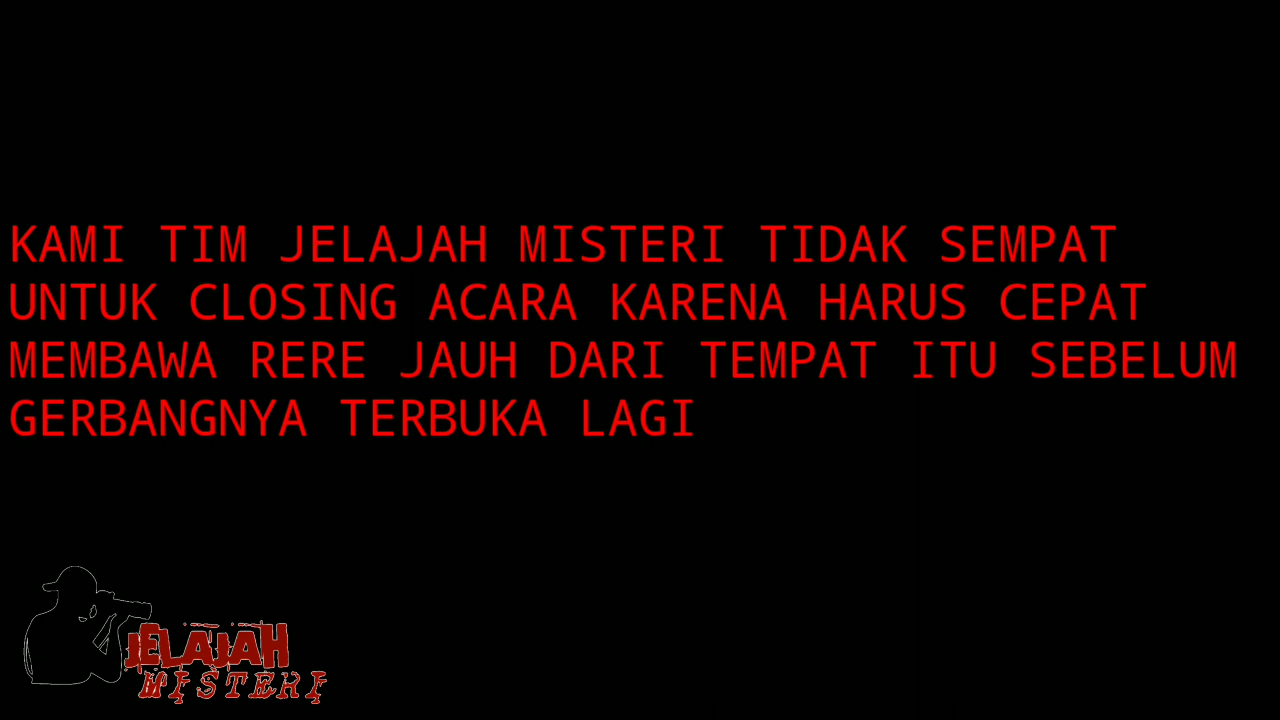 KAMI TIM JELAJAH MISTERI TIDAK SEMPAT
UNTUK CLOSING ACARA KARENA HARUS CEPAT
MEMBAWA RERE JAUH DARI TEMPAT ITU SEBELUM
GERBANGNYA TERBUKA LAGI
JELAJAH
MISTERI